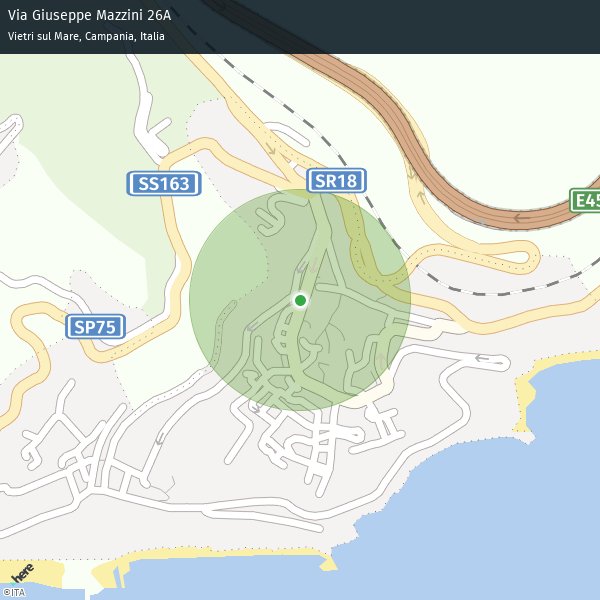 Via Giuseppe Mazzini 26A
Vietri sul Mare, Campania, Italia
SS163
SR18
E45
SP75
here
©ITA